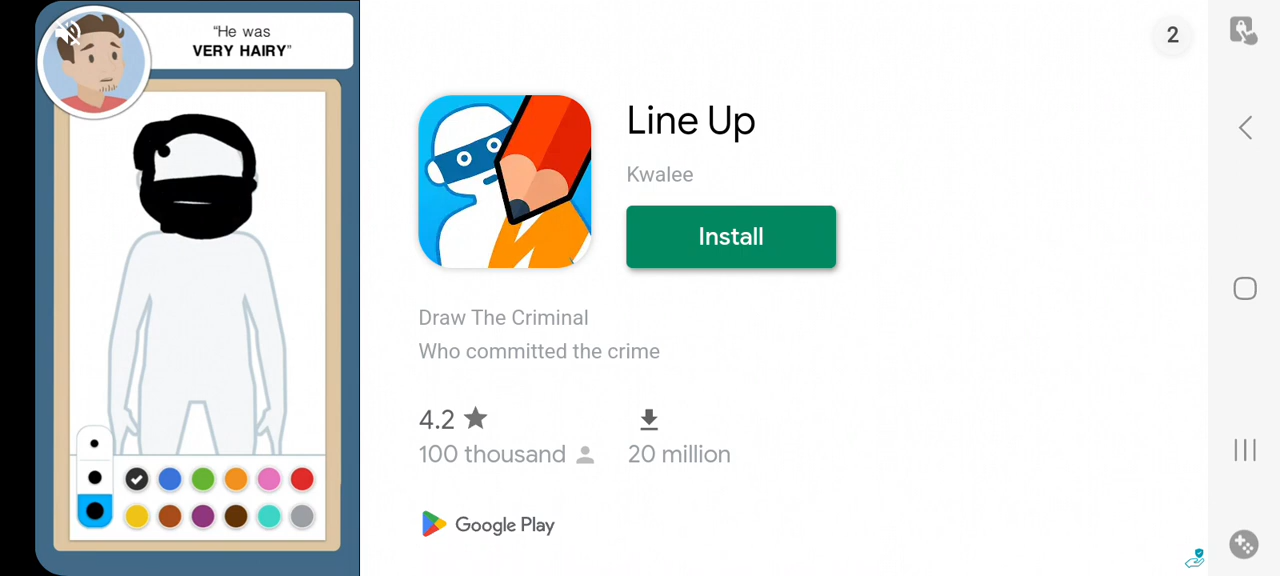 “He was
VERY HAIRY”
2
Line Up
Kwalee
Install
Draw The Criminal
Who committed the crime
4.2
100 thousand
20 million
Google Play